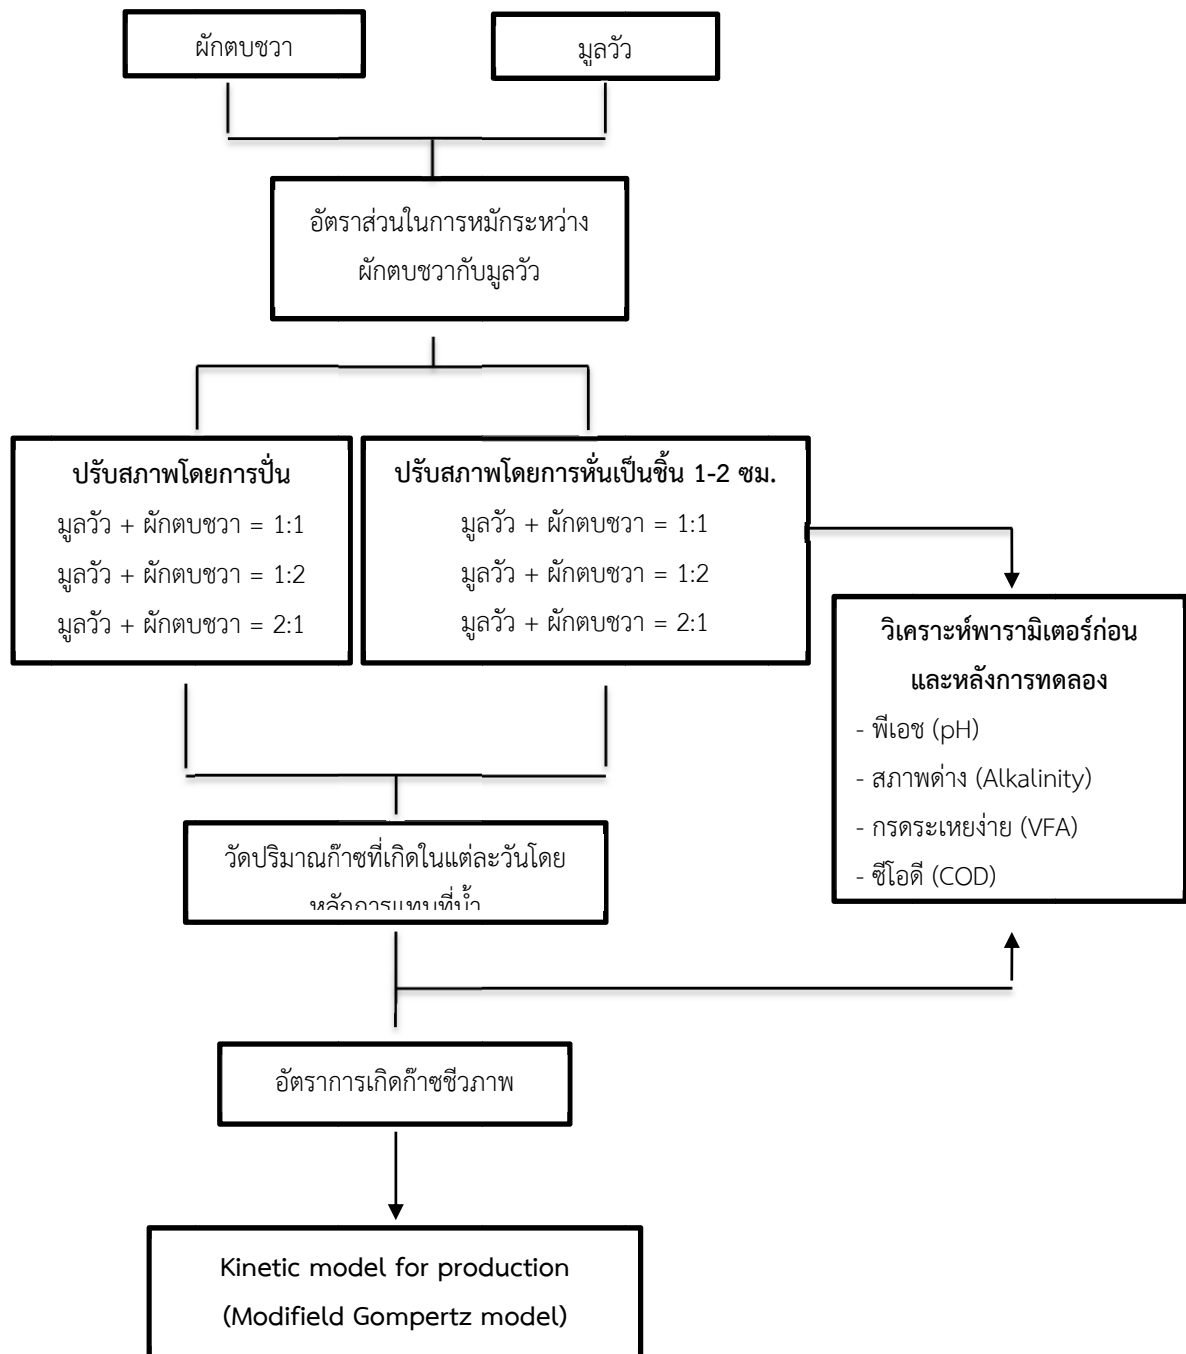 ผักตบชวา
มูลวัว
อัตราส่วนในการหมักระหว่าง
ผักตบชวากับมูลวัว
ปรับสภาพโดยการปั่น
มูลวัว + ผักตบชวา = 1:1
มูลวัว + ผักตบชวา = 1:2
มูลวัว + ผักตบชวา = 2:1
ปรับสภาพโดยการหั่นเป็นชิ้น 1-2 ซม.
มูลวัว + ผักตบชวา = 1:1
มูลวัว + ผักตบชวา = 1:2
มูลวัว + ผักตบชวา = 2:1
วิเคราะห์พารามิเตอร์ก่อน
และหลังการทดลอง
- พีเอช (pH)
- สภาพด่าง (Alkalinity)
- กรดระเหยง่าย (VFA)
- ซีโอดี (COD)
วัดปริมาณก๊าซที่เกิดในแต่ละวันโดย
หลักการแทนที่น้ำ
อัตราการเกิดก๊าซชีวภาพ
Kinetic model for production
(Modifield Gompertz model)